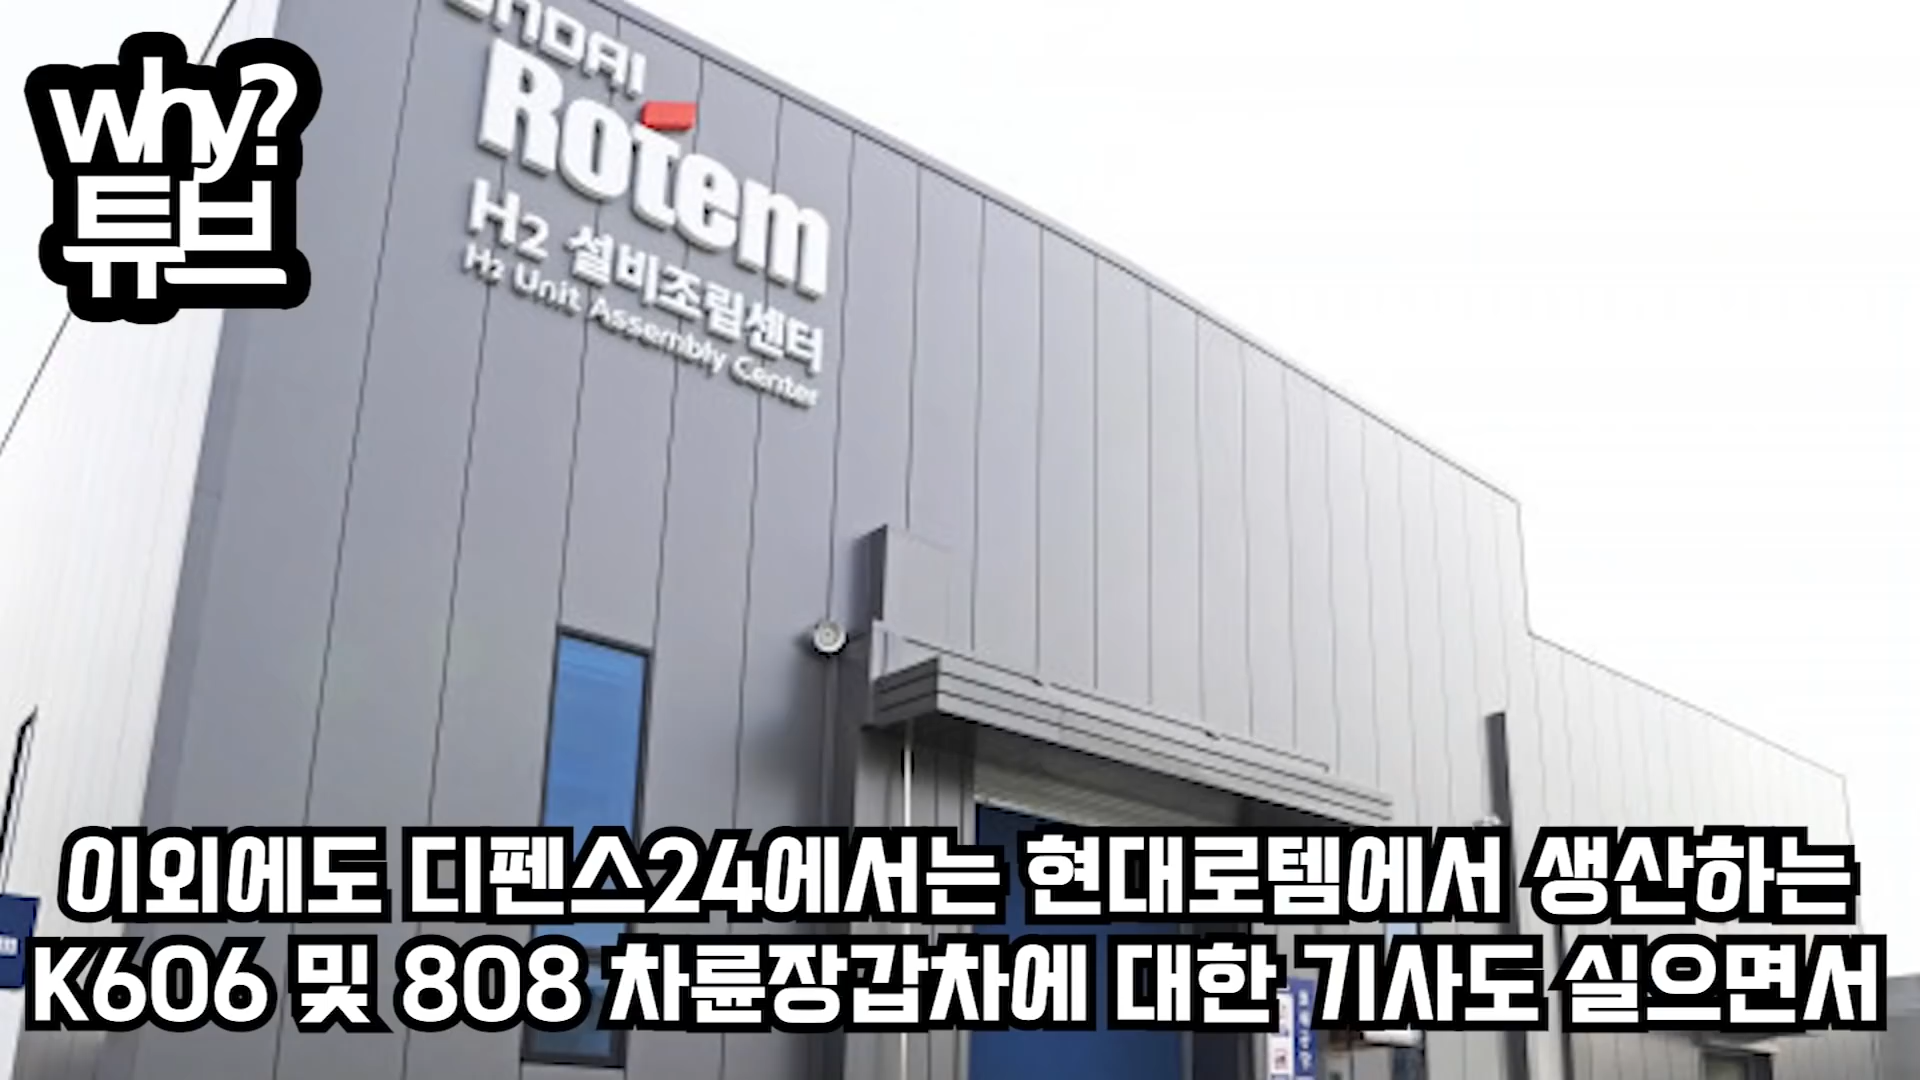 why?
튜브
Rotem
H2 설비조립센터
H2 Unit Assembly Center
이외에도 디펜스24에서는 현대로템에서 생산하는
K606 및 808 차륜장갑차에 대한 기사도 실으면서